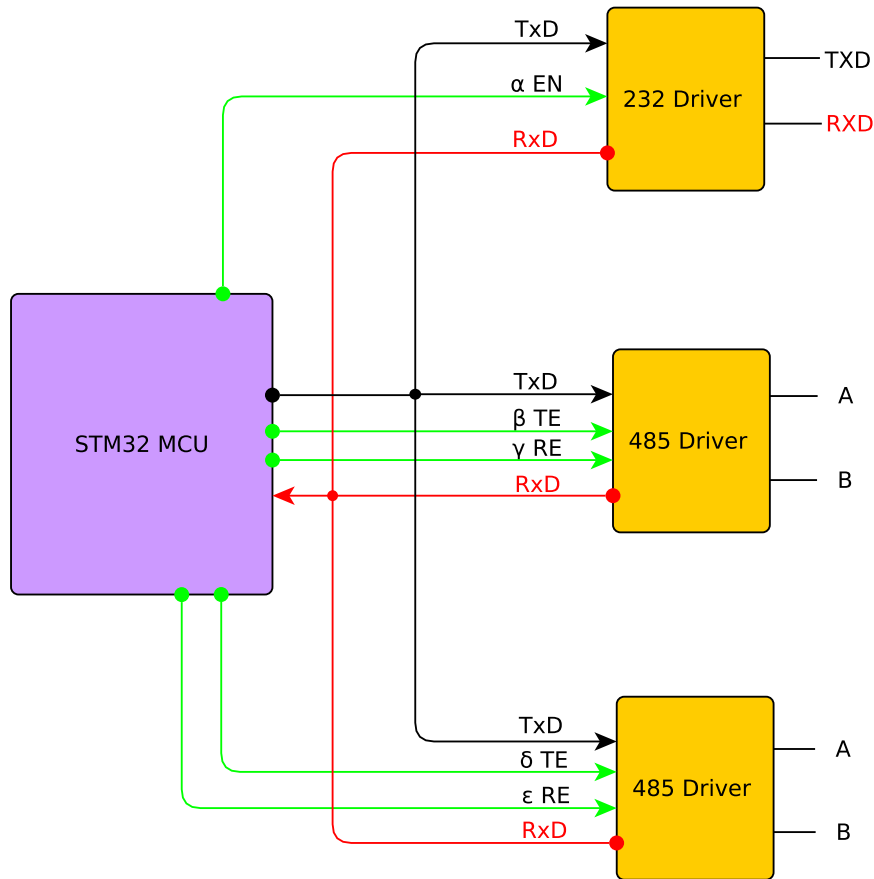 TxD
α EN
RxD
232 Driver
TXD
RXD
STM32 MCU
TxD
β TE
γ RE
RxD
485 Driver
A
B
TxD
δ TE
ε RE
RxD
485 Driver
A
B